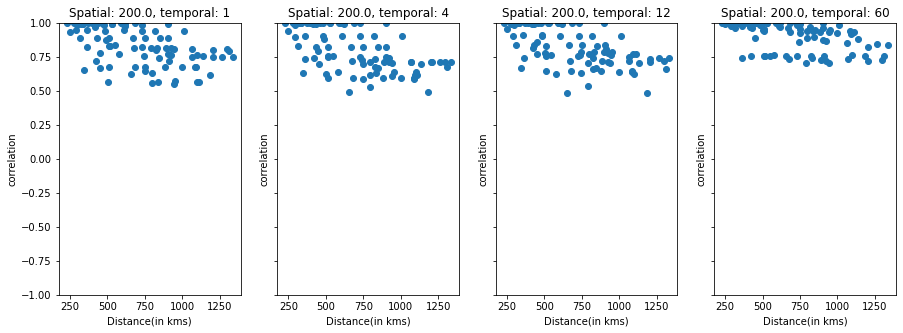 Spatial: 200.0, temporal: 1
Spatial: 200.0, temporal: 4
Spatial: 200.0, temporal: 12
Spatial: 200.0, temporal: 60
1.00
0.75
0.50
0.25
0.00
−0.25
−0.50
−0.75
−1.00
correlation
correlation
correlation
correlation
250 500 750 1000 1250
250 500 750 1000 1250
250 500 750 1000 1250
250 500 750 1000 1250
Distance(in kms)
Distance(in kms)
Distance(in kms)
Distance(in kms)